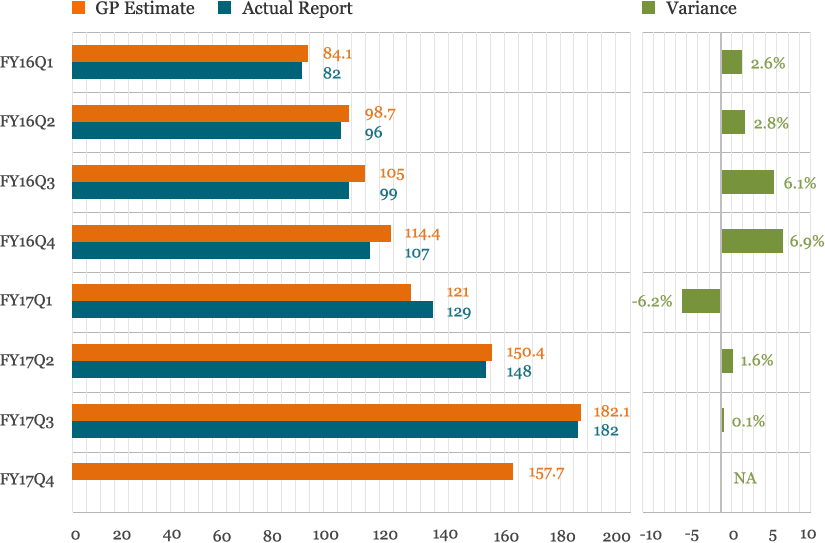 GP Estimate Actual Report Variance
FY16Q1 84.1 82 2.6%
FY16Q2 98.7 96 2.8%
FY16Q3 105 99 6.1%
FY16Q4 114.4 107 6.9%
FY17Q1 121 129 -6.2%
FY17Q2 150.4 148 1.6%
FY17Q3 182.1 182 0.1%
FY17Q4 157.7 NA
0 20 40 60 80 100 120 140 160 180 200 -10 -5 0 5 10